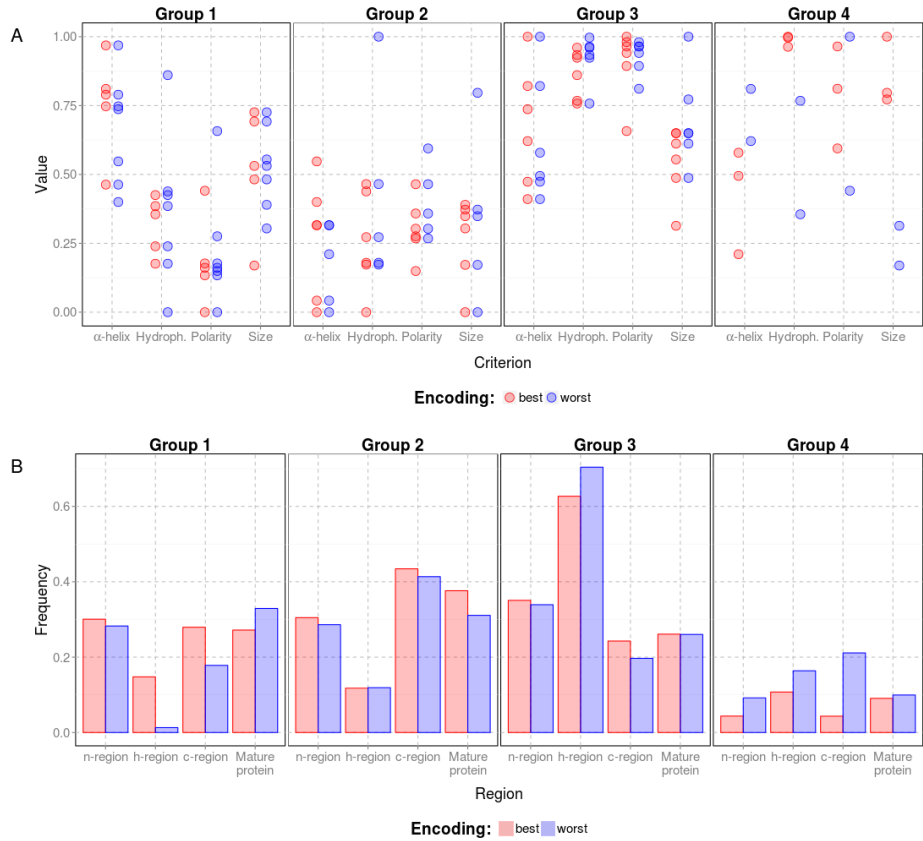 A
Group 1 Group 2 Group 3 Group 4
1.00
0.75
0.50
0.25
0.00
Value
α-helix Hydroph. Polarity Size α-helix Hydroph. Polarity Size α-helix Hydroph. Polarity Size α-helix Hydroph. Polarity Size
Criterion
Encoding: best worst
B
Group 1 Group 2 Group 3 Group 4
0.6
0.4
0.2
0.0
Frequency
n-region h-region c-region Mature protein n-region h-region c-region Mature protein n-region h-region c-region Mature protein n-region h-region c-region Mature protein
Region
Encoding: best worst